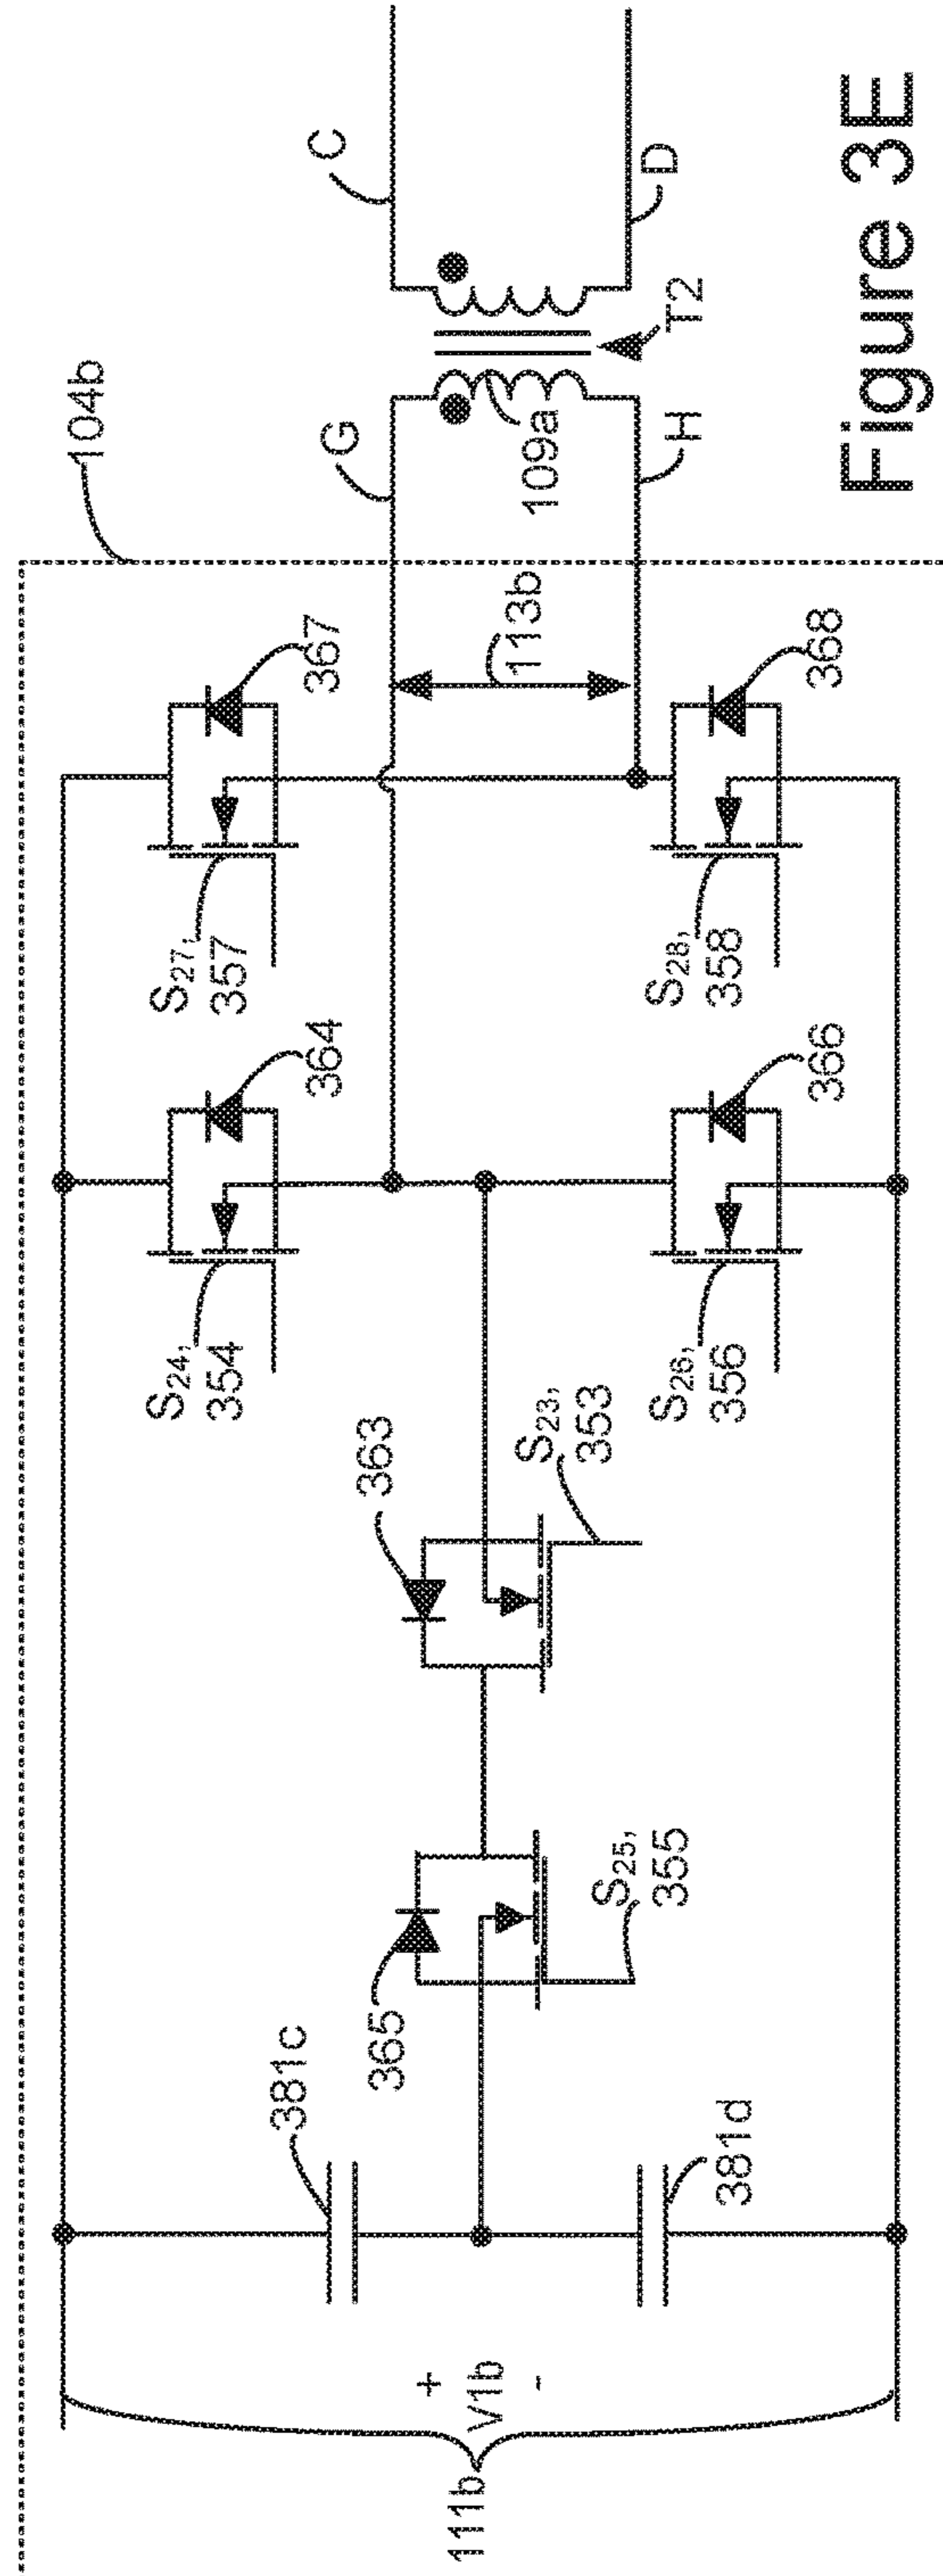 104b
S27,
357
367
S24,
354
364
C
G
363
381c
365
109a
T2
113b
+
V1b
-
111b
D
H
S23,
353
S25,
355
S26,
356
366
S28,
358
368
381d
Figure 3E